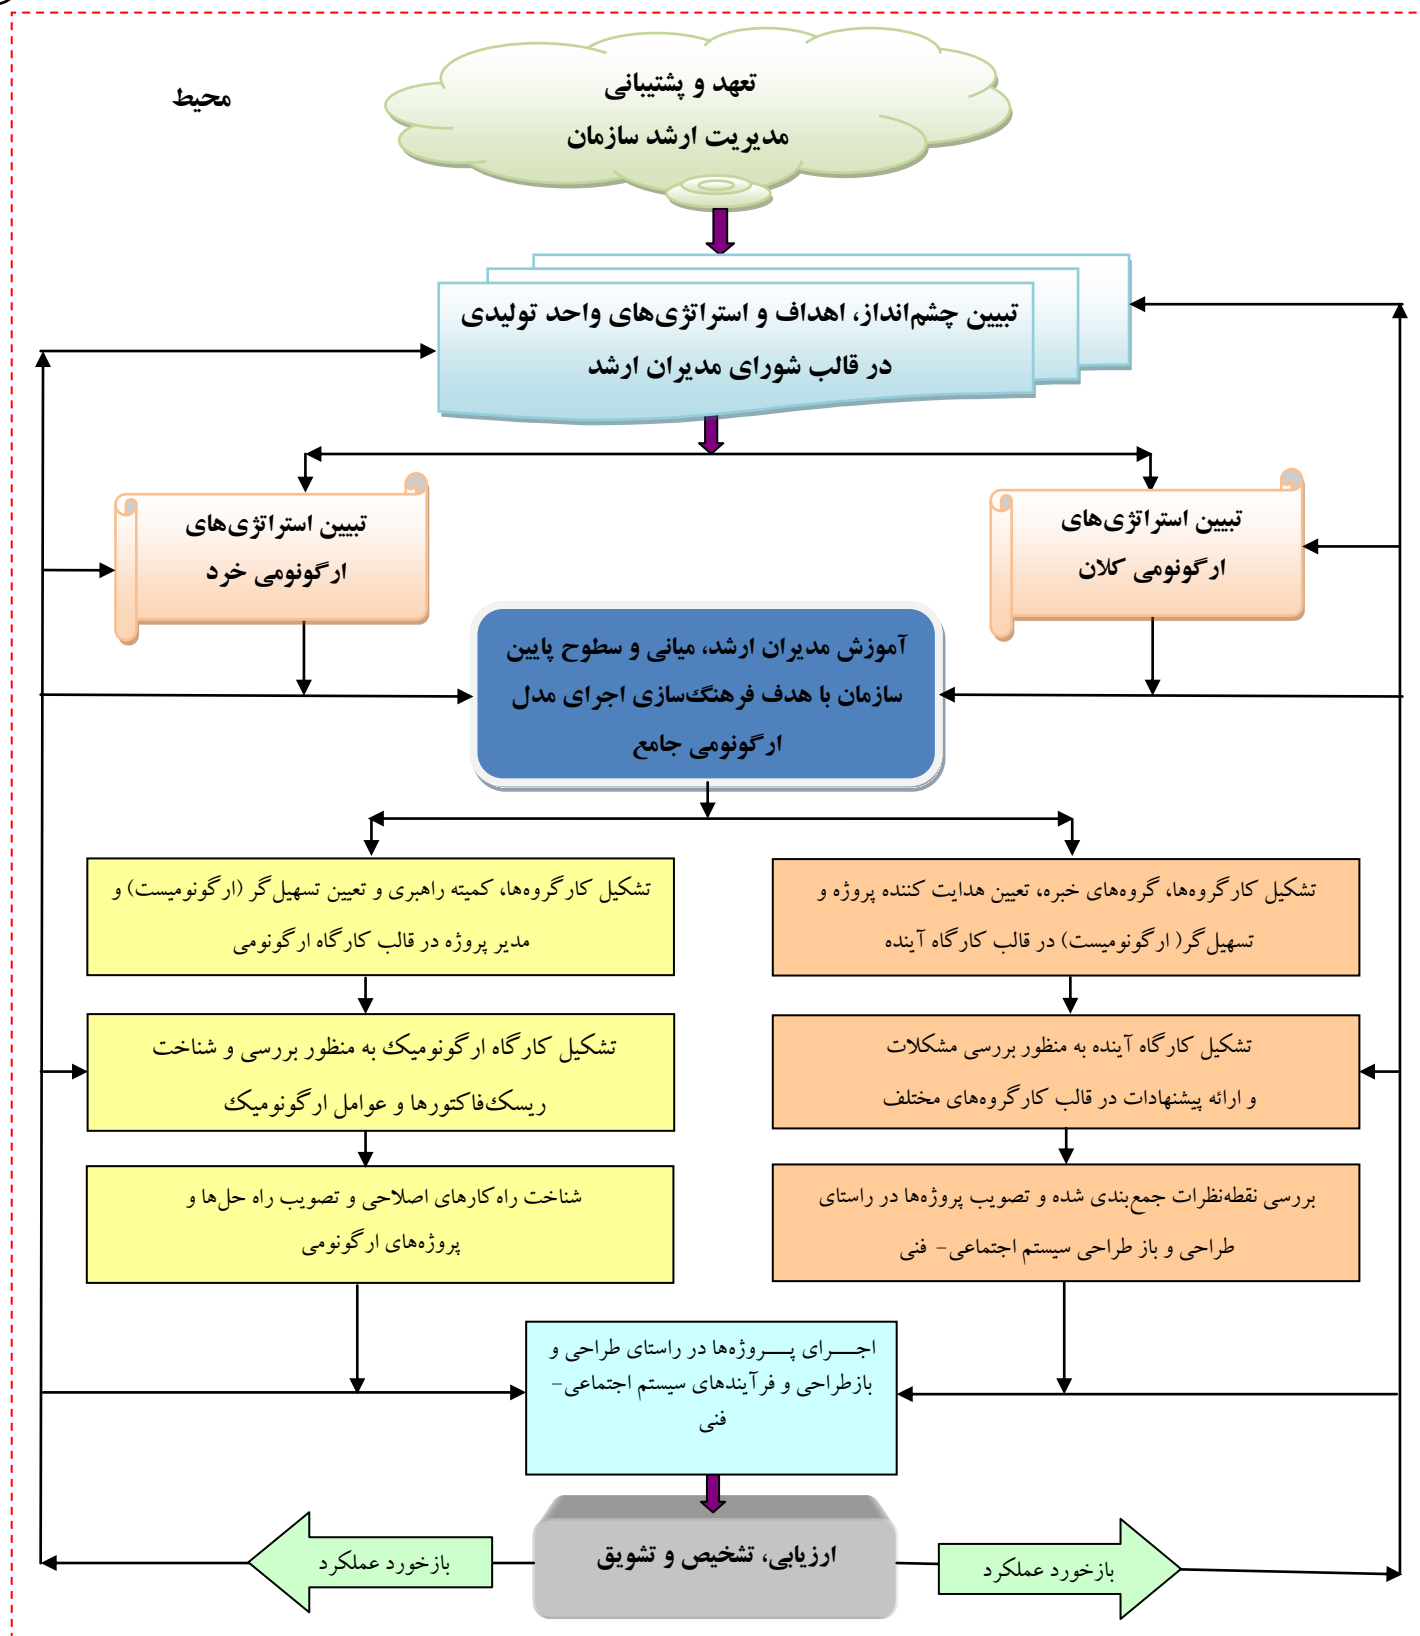 محیط
تعهد و پشتیبانی
مدیریت ارشد سازمان
تبیین چشم‌انداز، اهداف و استراتژی‌های واحد تولیدی
در قالب شورای مدیران ارشد
تبیین استراتژی‌های
ارگونومی کلان
تبیین استراتژی‌های
ارگونومی خرد
آموزش مدیران ارشد، میانی و سطوح پایین
سازمان با هدف فرهنگ‌سازی اجرای مدل
ارگونومی جامع
تشکیل کارگروه‌ها، گروه‌های خبره، تعیین هدایت کننده پروژه و
تسهیل‌گر( ارگونومیست) در قالب کارگاه آینده
تشکیل کارگاه آینده به منظور بررسی مشکلات
و ارائه پیشنهادات در قالب کارگروه‌های مختلف
بررسی نقطه‌نظرات جمع‌بندی شده و تصویب پروژه‌ها در راستای
طراحی و باز طراحی سیستم اجتماعی- فنی
تشکیل کارگروه‌ها، کمیته راهبری و تعیین تسهیل‌گر (ارگونومیست) و
مدیر پروژه در قالب کارگاه ارگونومی
تشکیل کارگاه ارگونومیک به منظور بررسی و شناخت
ریسک‌فاکتورها و عوامل ارگونومیک
شناخت راه‌کارهای اصلاحی و تصویب راه حل‌ها و
پروژه‌های ارگونومی
اجــــرای پـــــروژه‌ها در راستای طراحی و
بازطراحی و فرآیندهای سیستم اجتماعی-
فنی
ارزیابی، تشخیص و تشویق
بازخورد عملکرد
بازخورد عملکرد